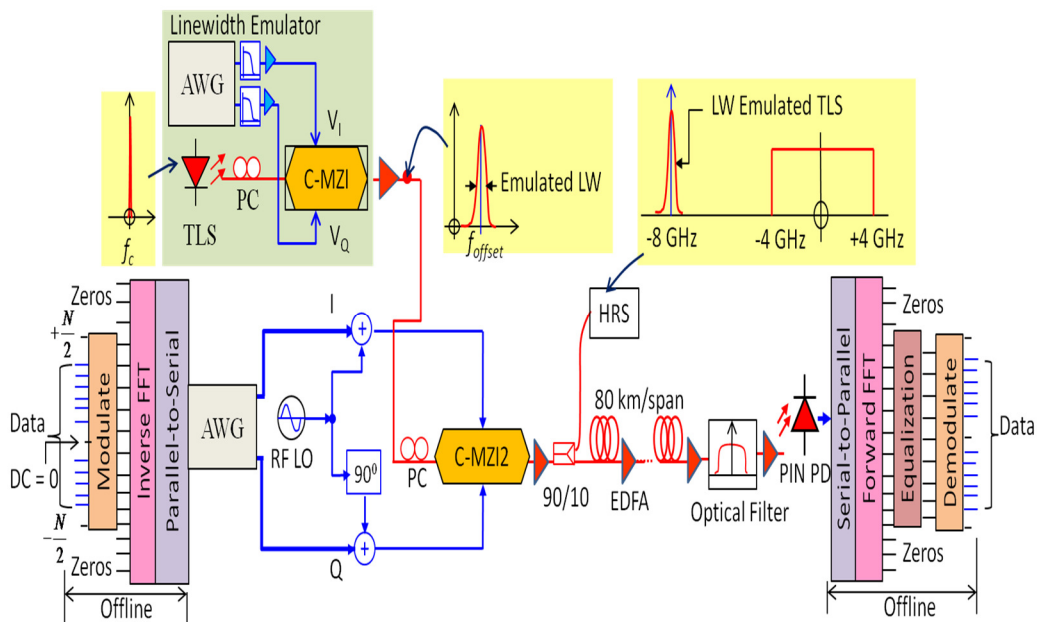 Linewidth Emulator
AWG
V_I
C-MZI
PC
TLS
V_Q
f_c
Emulated LW
f_offset
LW Emulated TLS
-8 GHz
-4 GHz
+4 GHz
HRS
Zeros
+N/2
Data
DC = 0
-N/2
Zeros
Modulate
Inverse FFT
Parallel-to-Serial
Offline
AWG
I
Q
RF LO
90⁰
PC
C-MZI2
90/10
80 km/span
EDFA
Optical Filter
PIN PD
Serial-to-Parallel
Forward FFT
Equalization
Demodulate
Zeros
Data
Zeros
Offline